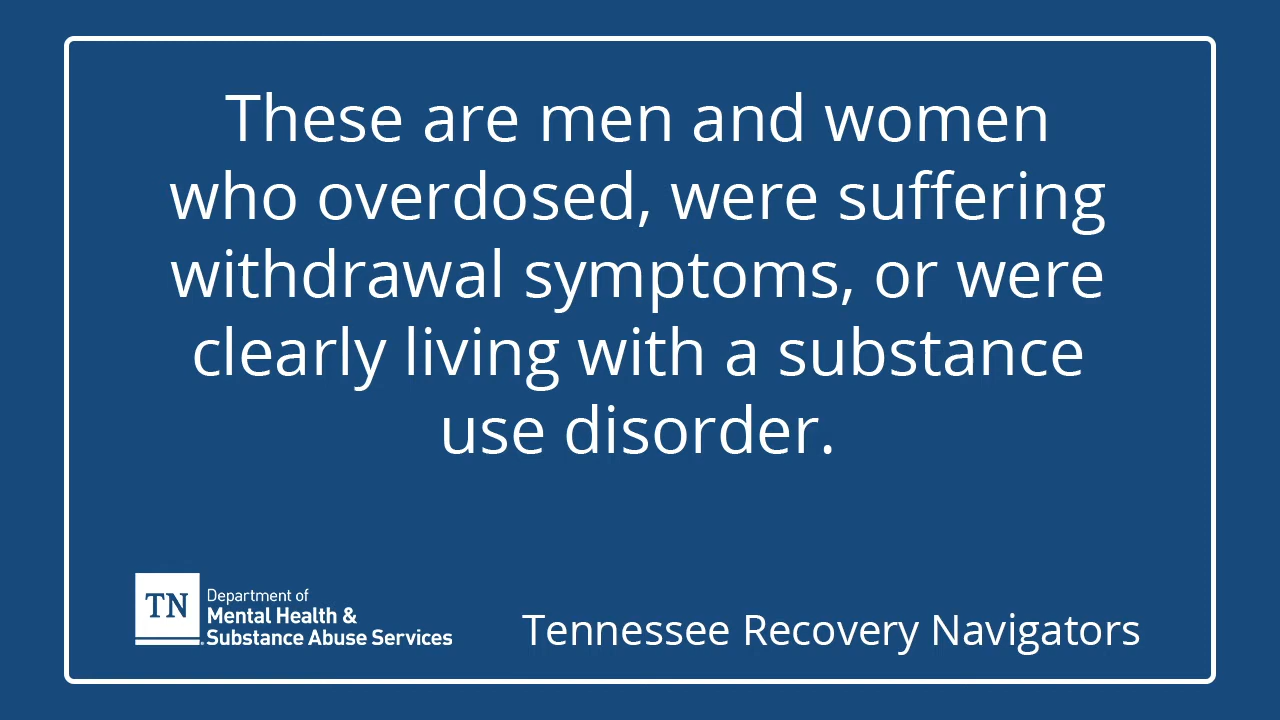 These are men and women
who overdosed, were suffering
withdrawal symptoms, or were
clearly living with a substance
use disorder.
TN
Department of
Mental Health &
Substance Abuse Services
Tennessee Recovery Navigators